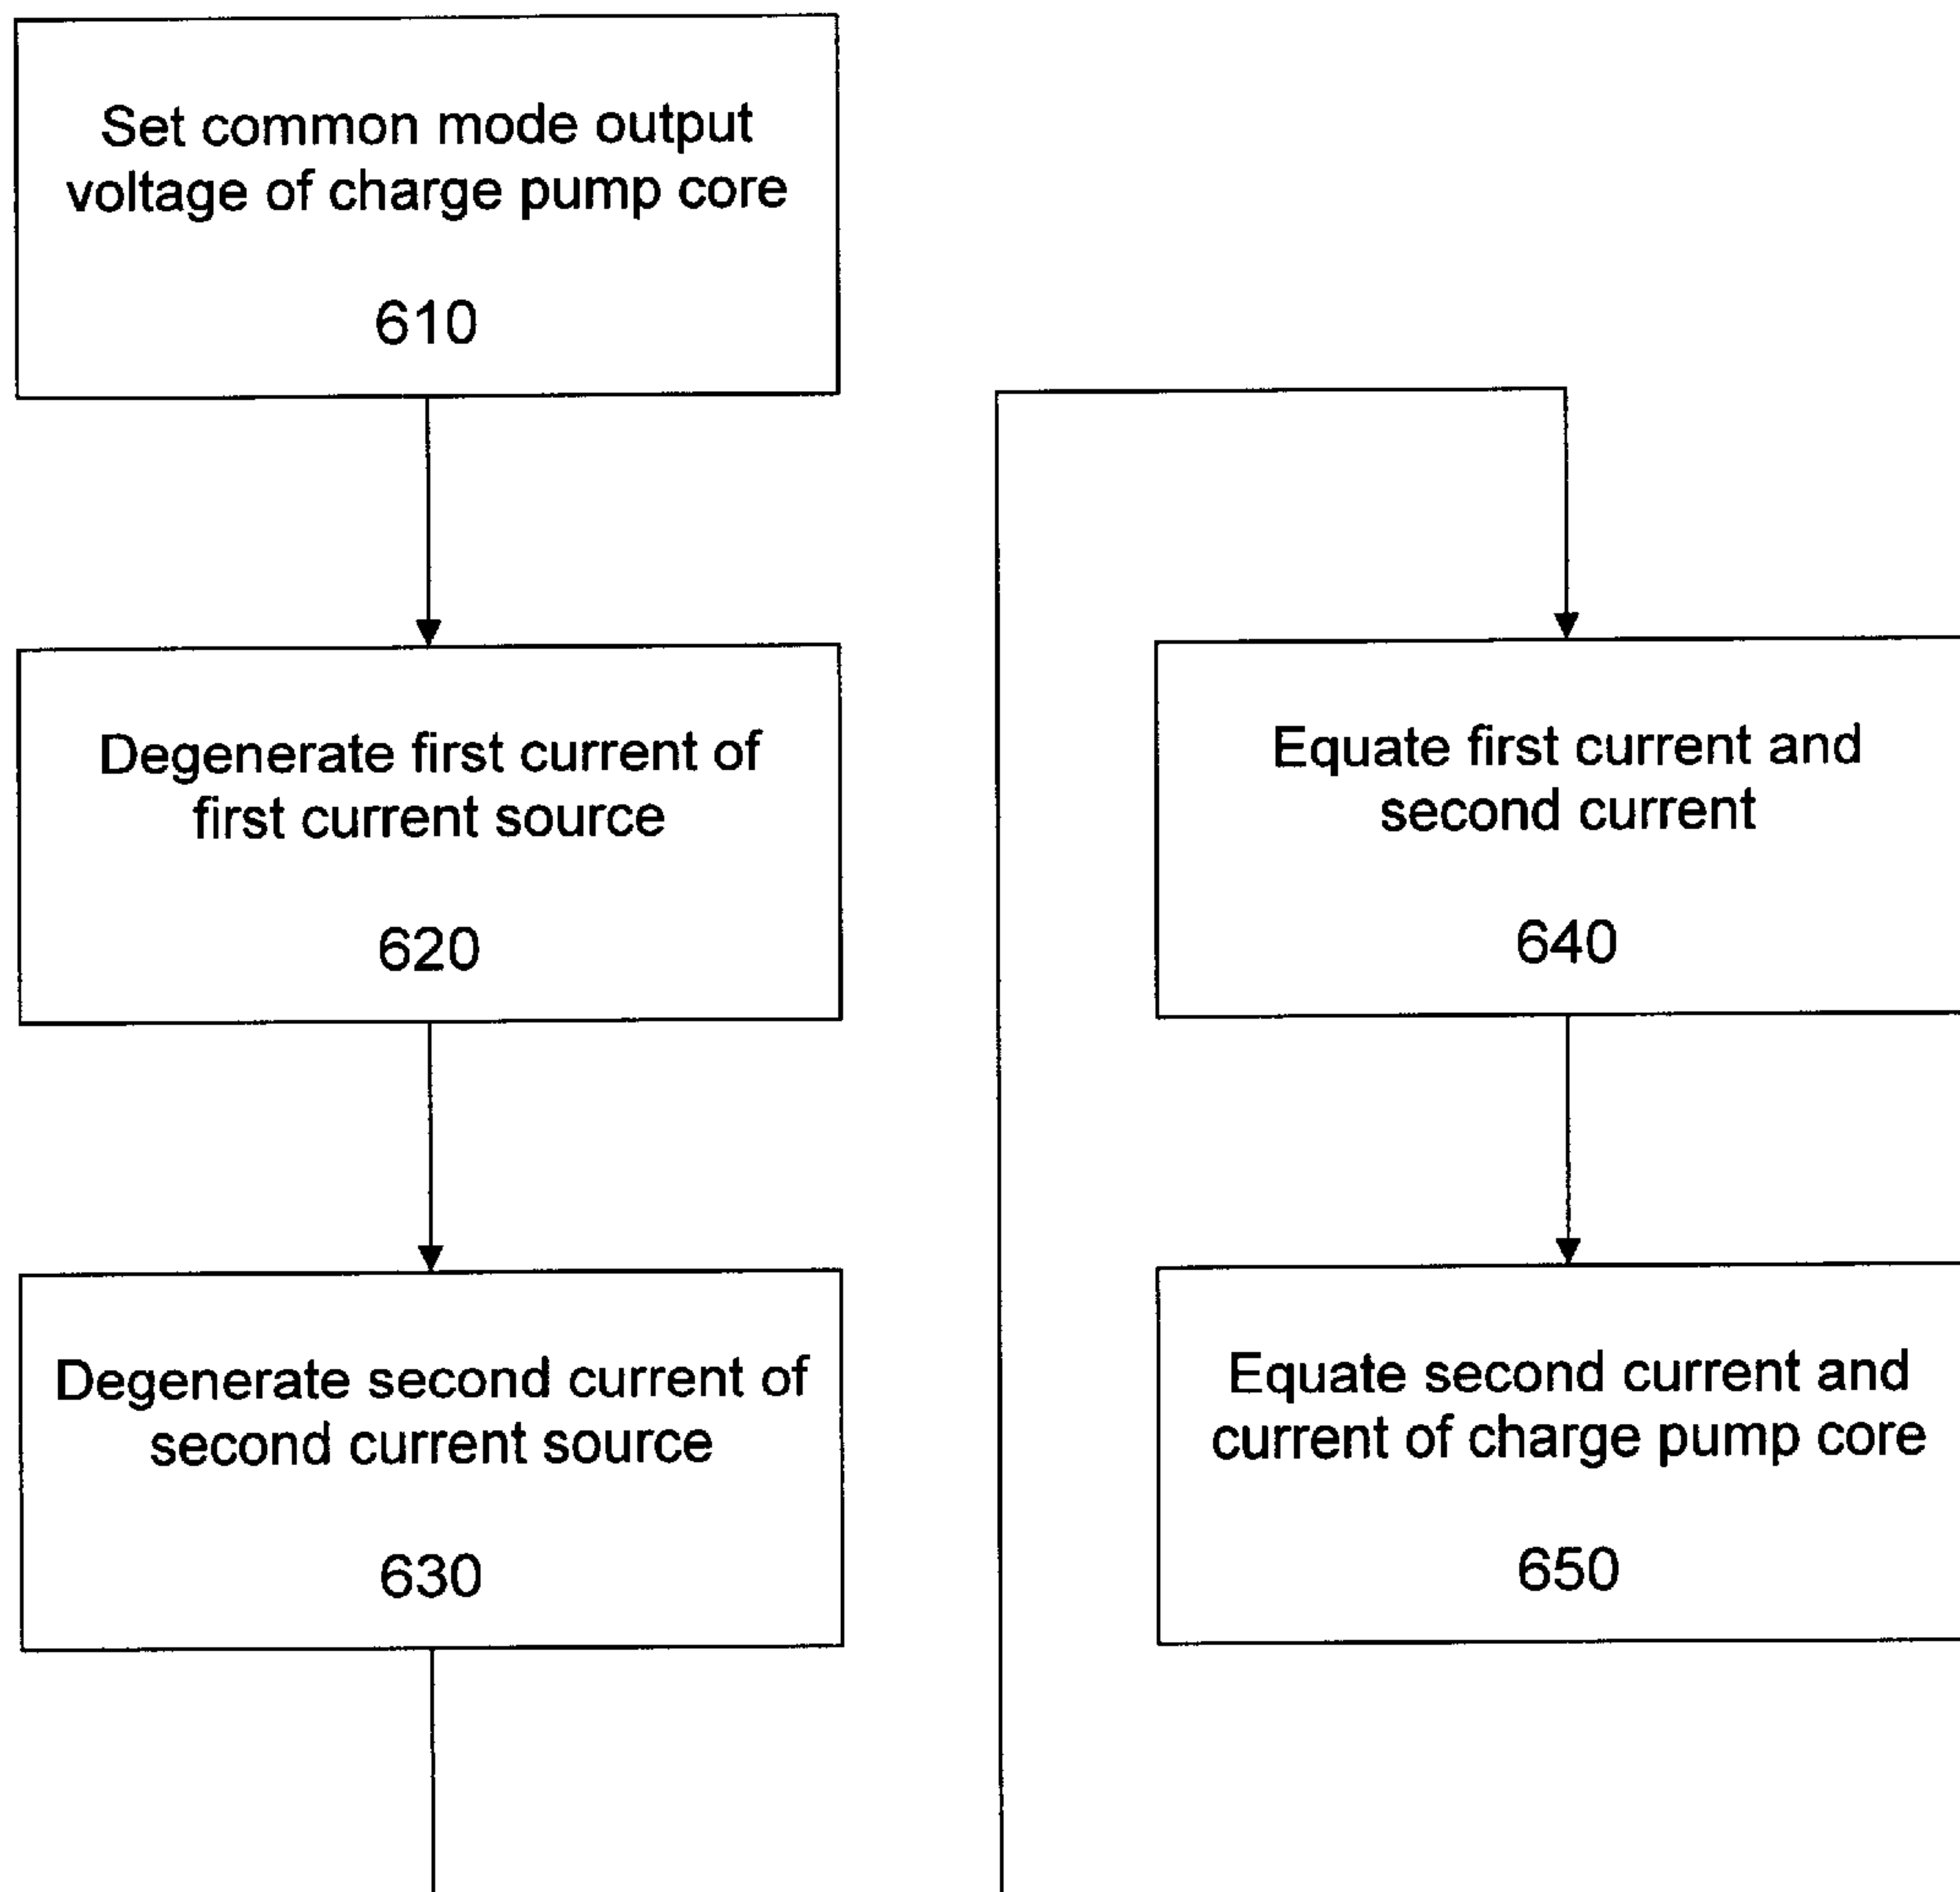 Set common mode output
voltage of charge pump core
610
Degenerate first current of
first current source
620
Degenerate second current of
second current source
630
Equate first current and
second current
640
Equate second current and
current of charge pump core
650